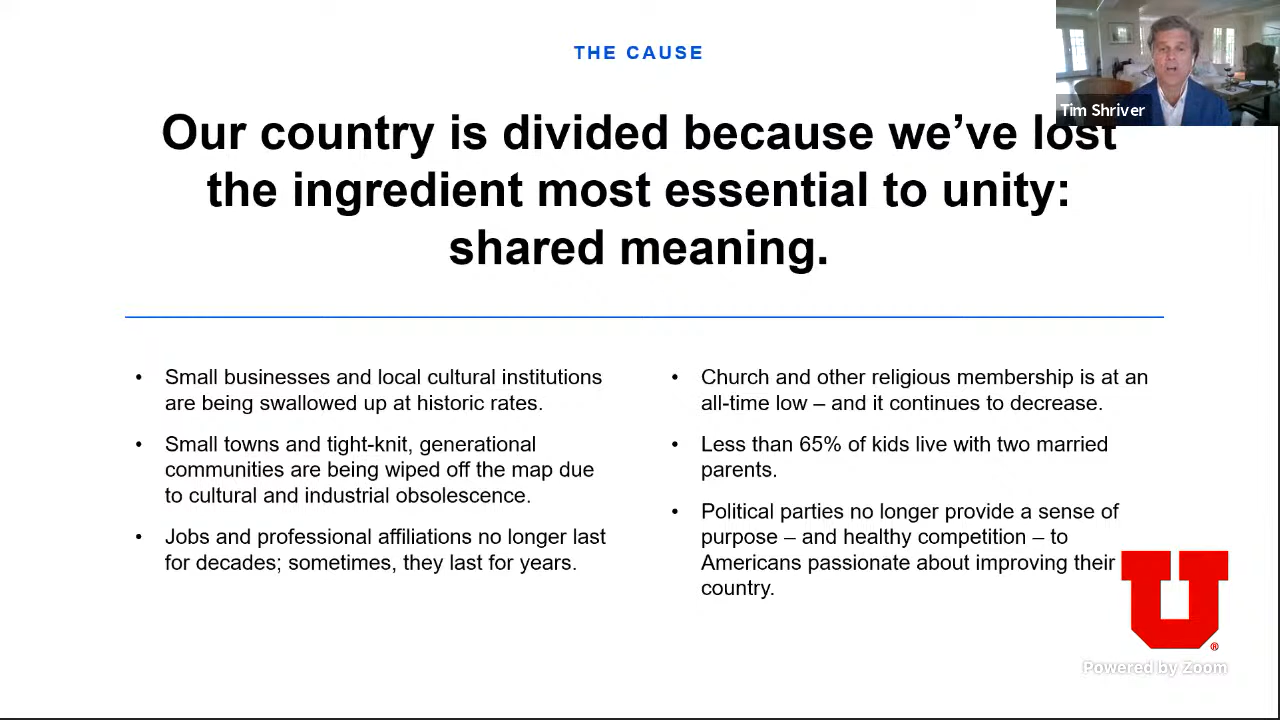 THE CAUSE
Tim Shriver
Our country is divided because we’ve lost
the ingredient most essential to unity:
shared meaning.
• Small businesses and local cultural institutions
are being swallowed up at historic rates.
• Small towns and tight-knit, generational
communities are being wiped off the map due
to cultural and industrial obsolescence.
• Jobs and professional affiliations no longer last
for decades; sometimes, they last for years.
• Church and other religious membership is at an
all-time low – and it continues to decrease.
• Less than 65% of kids live with two married
parents.
• Political parties no longer provide a sense of
purpose – and healthy competition – to
Americans passionate about improving their
country.
U®
Powered by Zoom